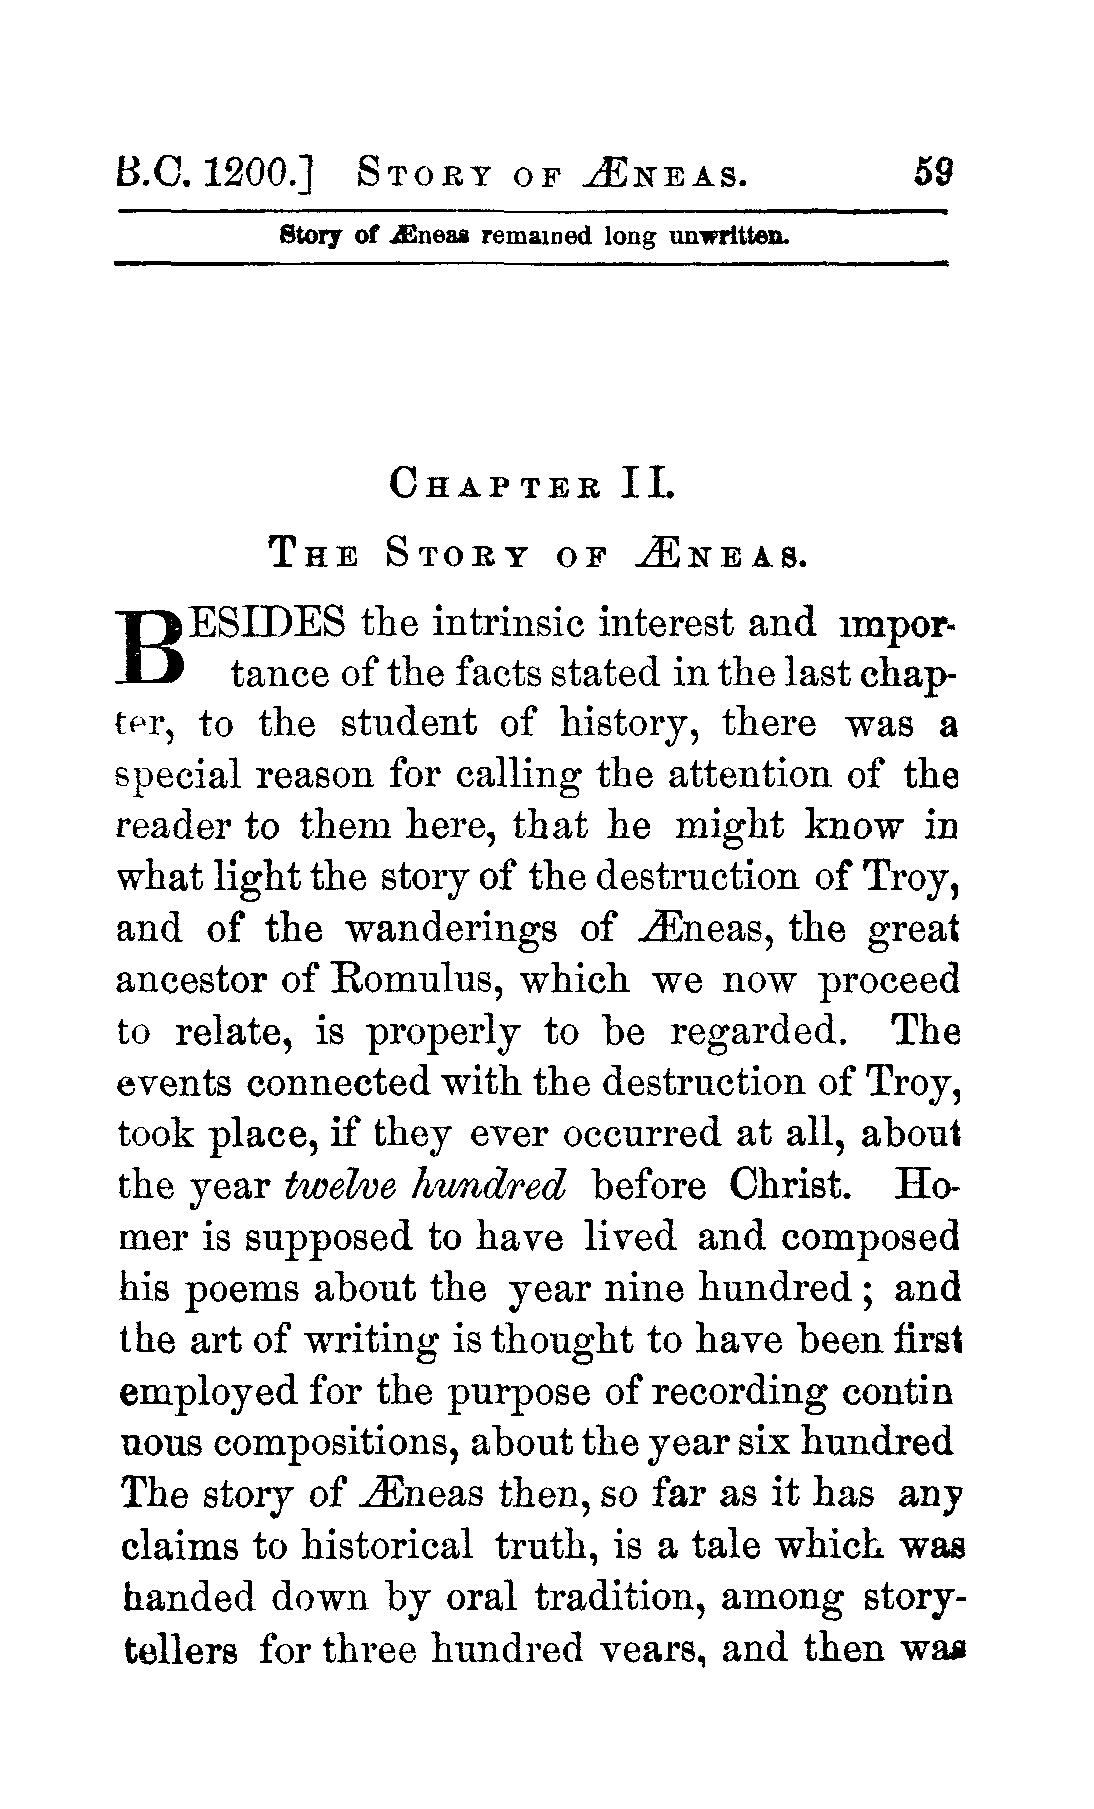 B.C. 1200.] STORY OF ÆNEAS. 59
Story of Æneas remained long unwritten.
CHAPTER II.
THE STORY OF ÆNEAS.
BESIDES the intrinsic interest and impor-
tance of the facts stated in the last chap-
ter, to the student of history, there was a
special reason for calling the attention of the
reader to them here, that he might know in
what light the story of the destruction of Troy,
and of the wanderings of Æneas, the great
ancestor of Romulus, which we now proceed
to relate, is properly to be regarded. The
events connected with the destruction of Troy,
took place, if they ever occurred at all, about
the year twelve hundred before Christ. Ho-
mer is supposed to have lived and composed
his poems about the year nine hundred; and
the art of writing is thought to have been first
employed for the purpose of recording contin
uous compositions, about the year six hundred
The story of Æneas then, so far as it has any
claims to historical truth, is a tale which was
handed down by oral tradition, among story-
tellers for three hundred years, and then was